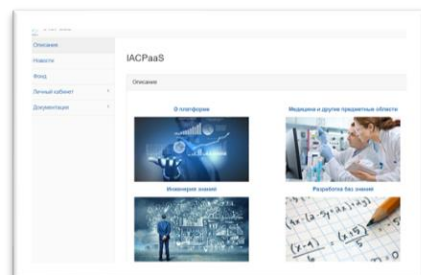 Описание
Новости
Фонд
Личный кабинет
Документация
IACPaaS
Описание
О платформе
Медицина и другие предметные области
Инженерия знаний
Разработка баз знаний